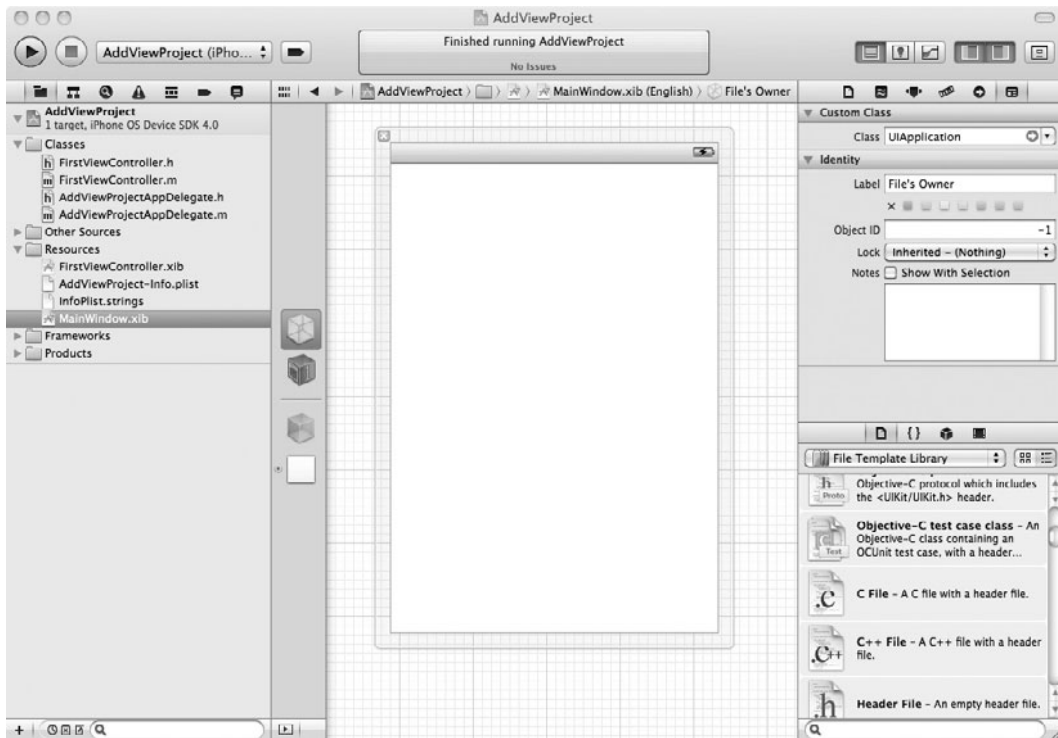 AddViewProject
AddViewProject (iPho...
Finished running AddViewProject
No Issues
AddViewProject
1 target, iPhone OS Device SDK 4.0
Classes
h FirstViewController.h
m FirstViewController.m
h AddViewProjectAppDelegate.h
m AddViewProjectAppDelegate.m
Other Sources
Resources
FirstViewController.xib
AddViewProject-Info.plist
InfoPlist.strings
MainWindow.xib
Frameworks
Products
AddViewProject
MainWindow.xib (English)
File's Owner
Custom Class
Class UIApplication
Identity
Label File's Owner
Object ID -1
Lock Inherited - (Nothing)
Notes Show With Selection
{}
File Template Library
h
Proto
Objective-C protocol which includes
the <UIKit/UIKit.h> header.
Test
Objective-C test case class - An
Objective-C class containing an
OCUnit test case, with a header...
.c
C File - A C file with a header file.
.c++
C++ File - A C++ file with a header
file.
.h
Header File - An empty header file.